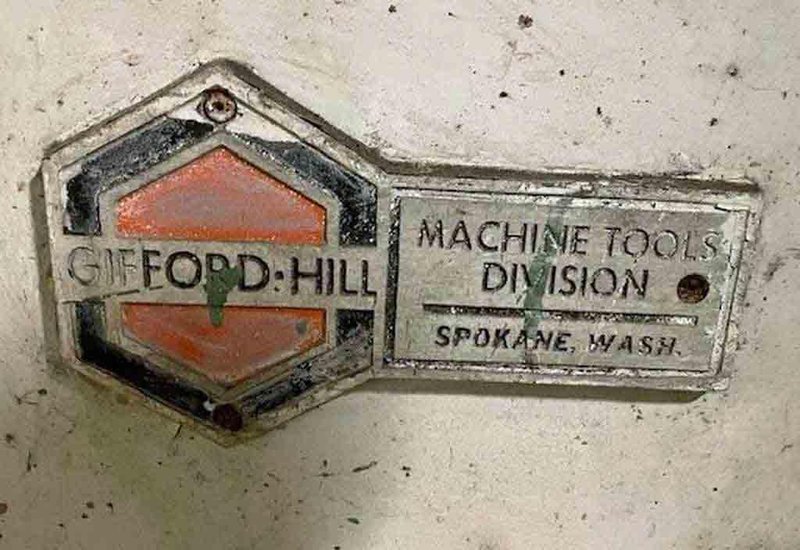 GIFFORD·HILL
MACHINE TOOLS
DIVISION
SPOKANE, WASH.